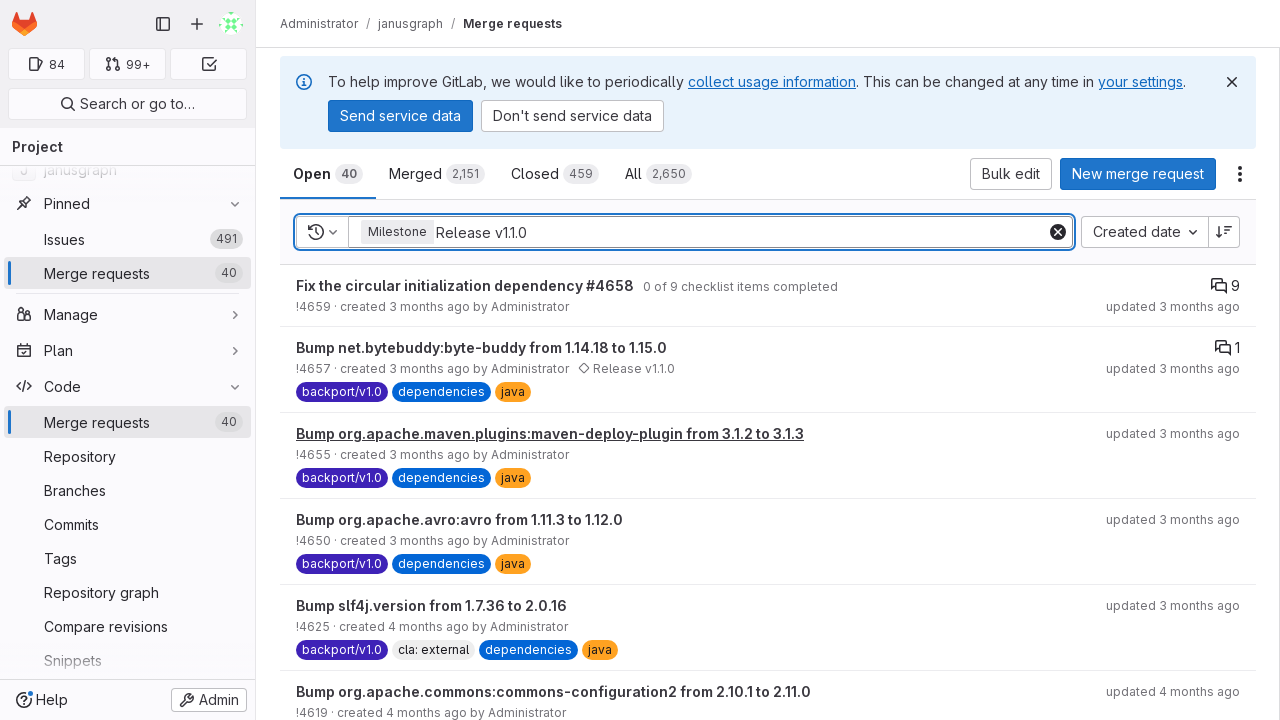 Administrator / janusgraph / Merge requests
84
99+
Search or go to…
Project
janusgraph
Pinned
Issues 491
Merge requests 40
Manage
Plan
Code
Merge requests 40
Repository
Branches
Commits
Tags
Repository graph
Compare revisions
Snippets
Help
Admin
To help improve GitLab, we would like to periodically collect usage information. This can be changed at any time in your settings.
Send service data
Don't send service data
Open 40
Merged 2,151
Closed 459
All 2,650
Bulk edit
New merge request
Milestone Release v1.1.0
Created date
Fix the circular initialization dependency #4658 0 of 9 checklist items completed
9
!4659 · created 3 months ago by Administrator
updated 3 months ago
Bump net.bytebuddy:byte-buddy from 1.14.18 to 1.15.0
1
!4657 · created 3 months ago by Administrator Release v1.1.0
updated 3 months ago
backport/v1.0 dependencies java
Bump org.apache.maven.plugins:maven-deploy-plugin from 3.1.2 to 3.1.3
updated 3 months ago
!4655 · created 3 months ago by Administrator
backport/v1.0 dependencies java
Bump org.apache.avro:avro from 1.11.3 to 1.12.0
updated 3 months ago
!4650 · created 3 months ago by Administrator
backport/v1.0 dependencies java
Bump slf4j.version from 1.7.36 to 2.0.16
updated 3 months ago
!4625 · created 4 months ago by Administrator
backport/v1.0 cla: external dependencies java
Bump org.apache.commons:commons-configuration2 from 2.10.1 to 2.11.0
updated 4 months ago
!4619 · created 4 months ago by Administrator